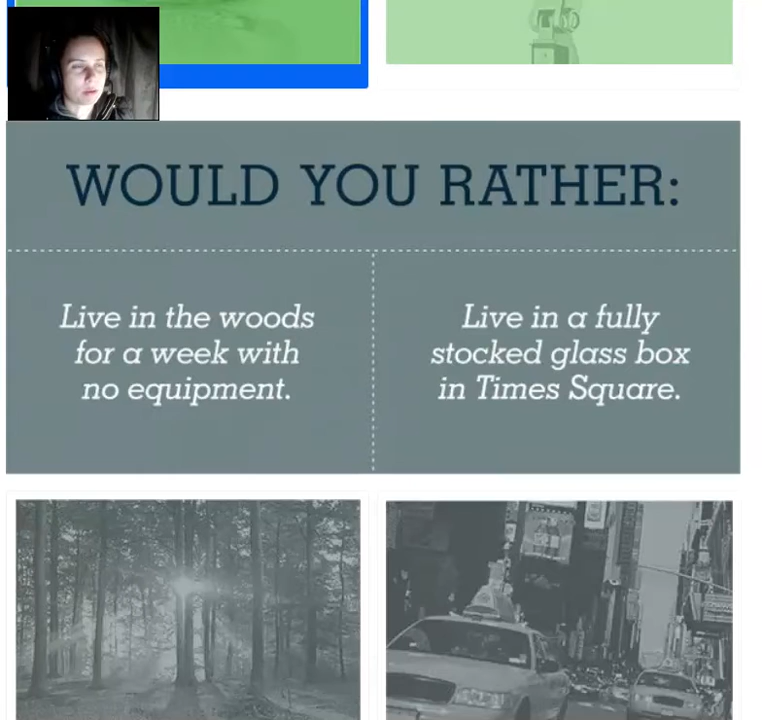 WOULD YOU RATHER:
Live in the woods
for a week with
no equipment.
Live in a fully
stocked glass box
in Times Square.